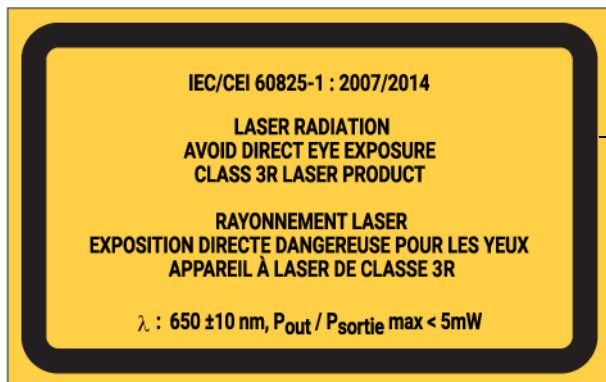 IEC/CEI 60825-1 : 2007/2014
LASER RADIATION
AVOID DIRECT EYE EXPOSURE
CLASS 3R LASER PRODUCT
RAYONNEMENT LASER
EXPOSITION DIRECTE DANGEREUSE POUR LES YEUX
APPAREIL À LASER DE CLASSE 3R
λ : 650 ±10 nm, Pout / Psortie max < 5mW